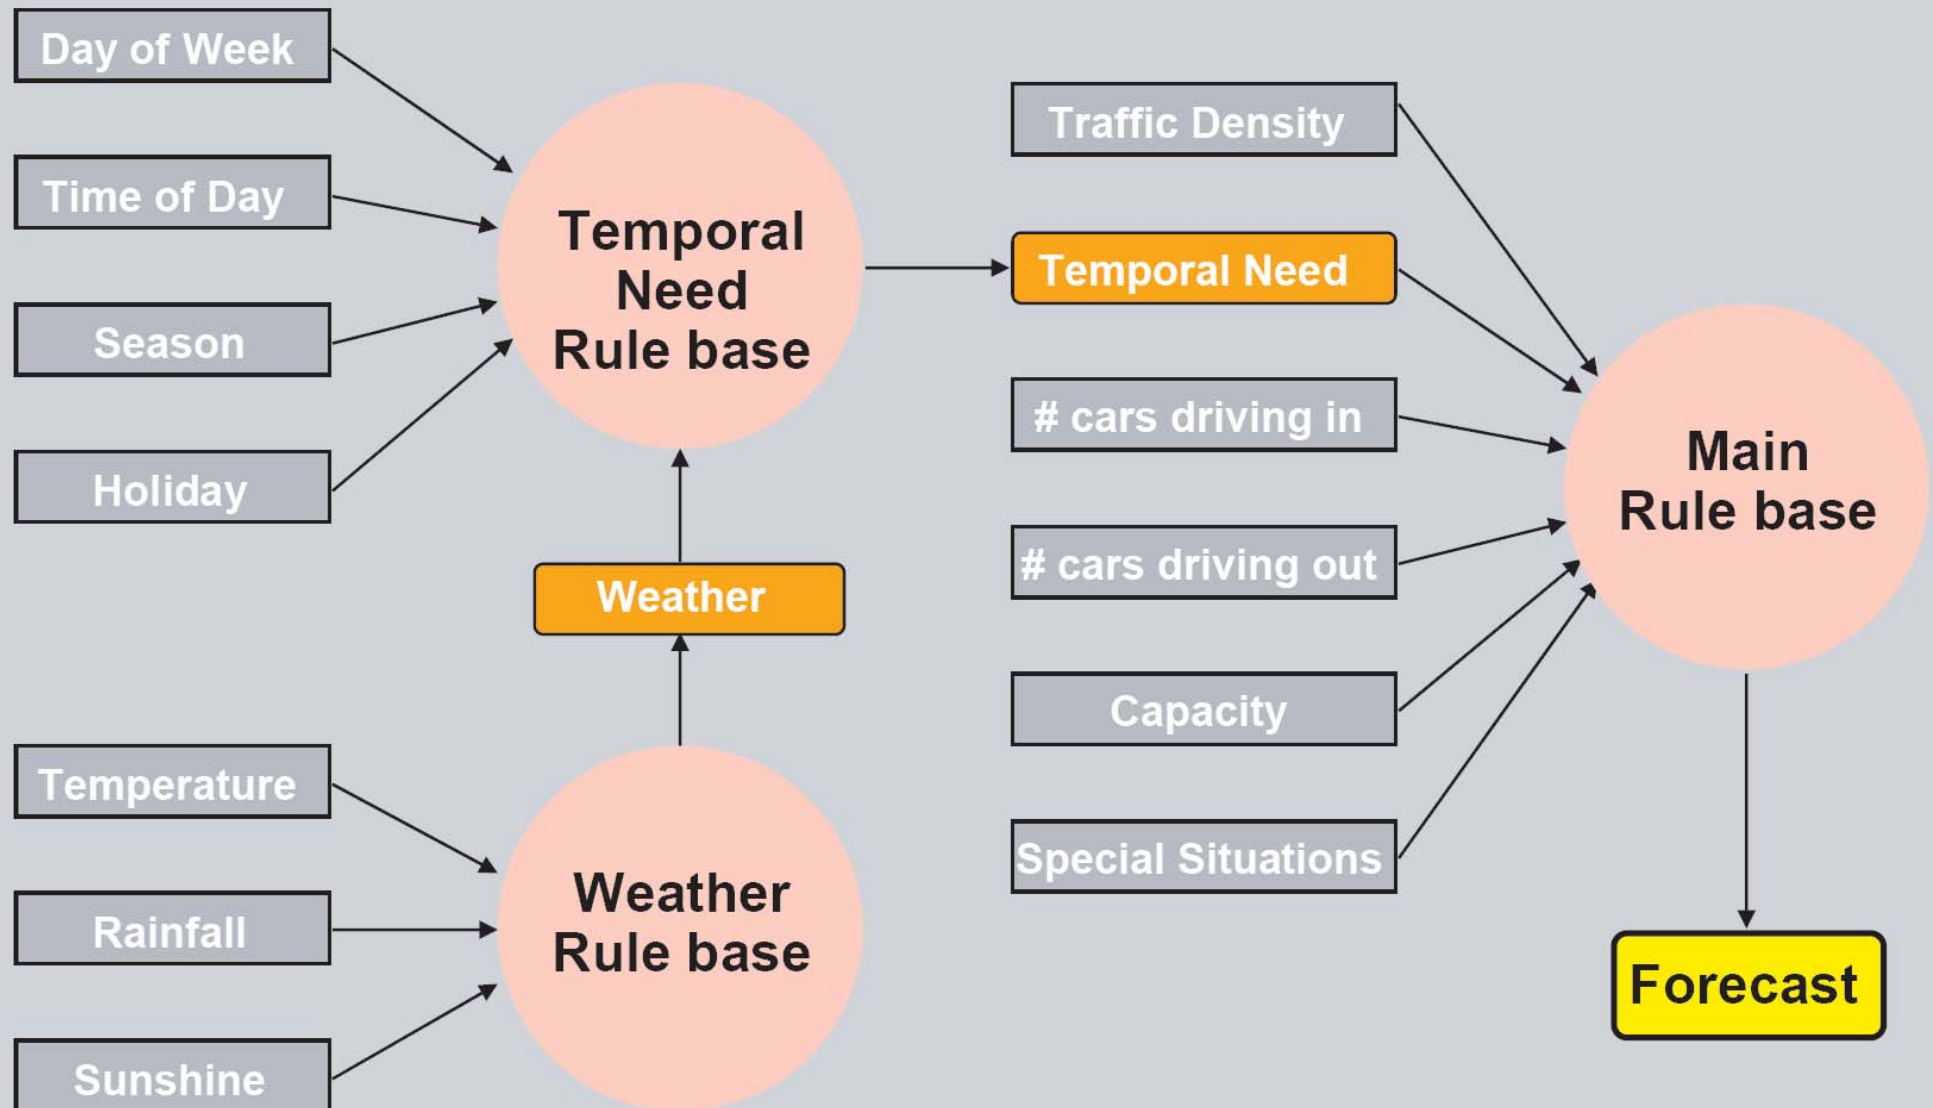 Day of Week
Time of Day
Season
Holiday
Temporal
Need
Rule base
Weather
Temperature
Rainfall
Sunshine
Weather
Rule base
Traffic Density
Temporal Need
# cars driving in
# cars driving out
Capacity
Special Situations
Main
Rule base
Forecast